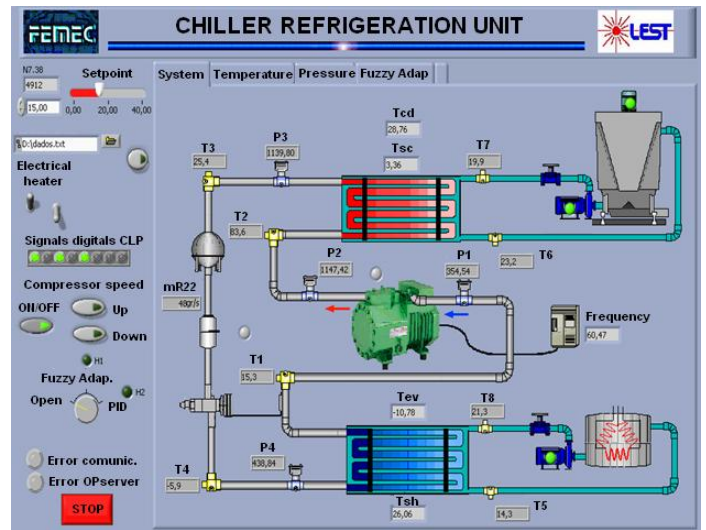 FEMEC
CHILLER REFRIGERATION UNIT
LEST
N7.38
4912
15,00
Setpoint
0,00 20,00 40,00
D:\dados.txt
Electrical
heater
Signals digitals CLP
Compressor speed
ON/OFF
Up
Down
H1
Fuzzy Adap.
H2
Open
PID
Error comunic.
Error OPserver
STOP
System Temperature Pressure Fuzzy Adap
Tcd
28,76
Tsc
3,36
T3
25,4
P3
1139,80
T7
19,9
T2
83,6
T6
23,2
P2
1147,42
P1
354,54
mR22
48gr/s
Frequency
60,47
T1
15,3
Tev
-10,78
T8
21,3
P4
438,84
T4
-5,9
Tsh
26,06
T5
14,3